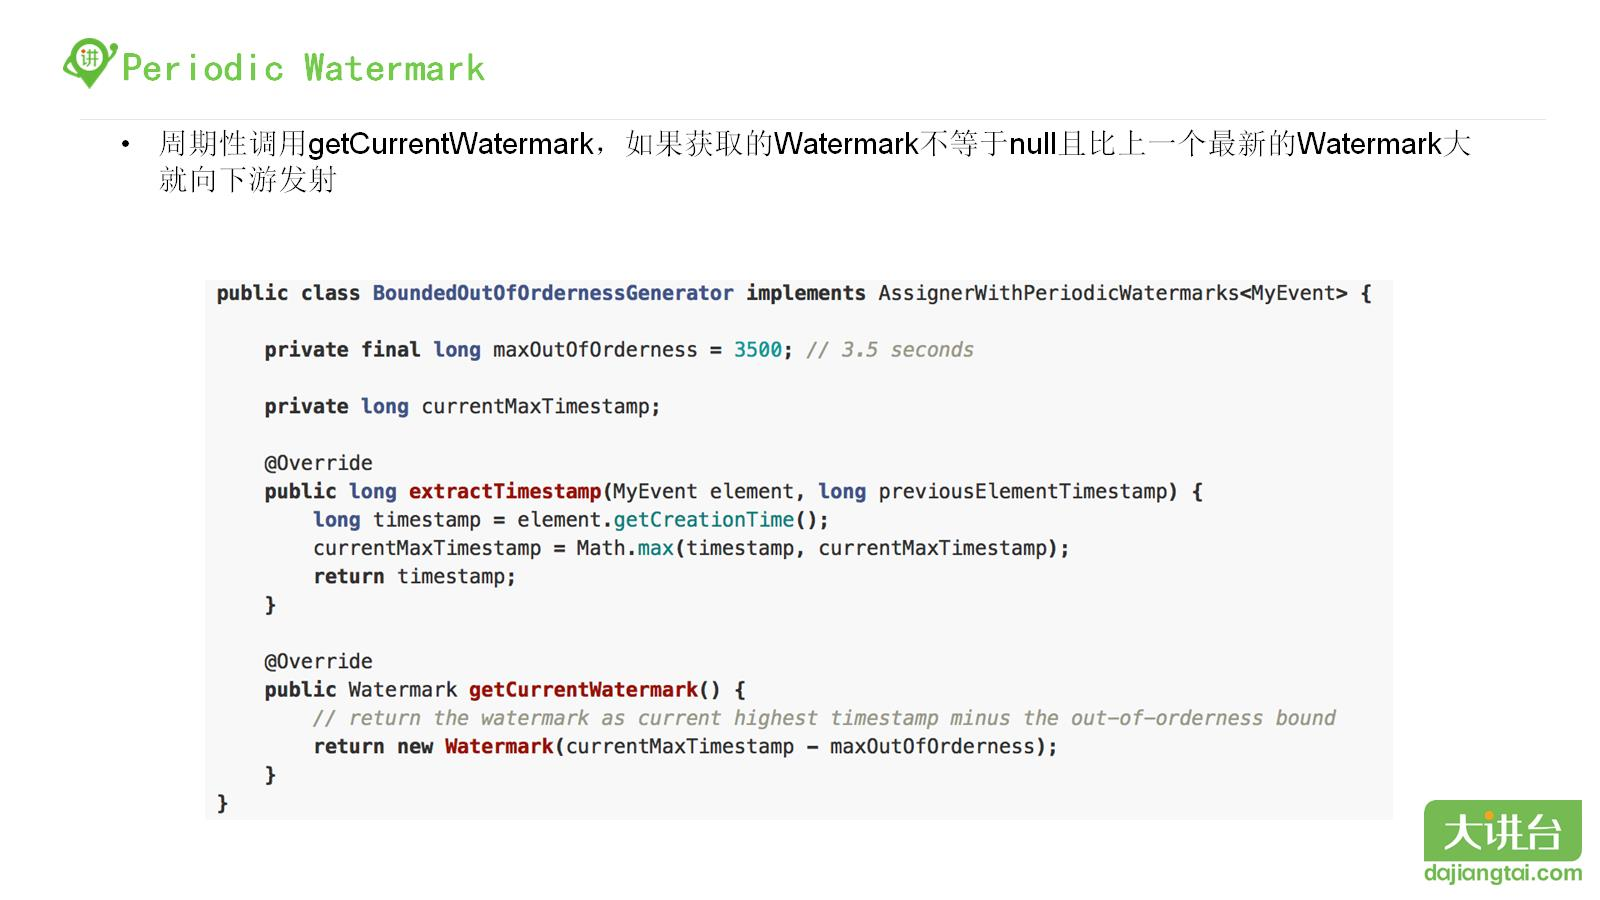 讲
Periodic Watermark
• 周期性调用getCurrentWatermark，如果获取的Watermark不等于null且比上一个最新的Watermark大
就向下游发射
public class BoundedOutOfOrdernessGenerator implements AssignerWithPeriodicWatermarks<MyEvent> {
    private final long maxOutOfOrderness = 3500; // 3.5 seconds
    private long currentMaxTimestamp;
    @Override
    public long extractTimestamp(MyEvent element, long previousElementTimestamp) {
        long timestamp = element.getCreationTime();
        currentMaxTimestamp = Math.max(timestamp, currentMaxTimestamp);
        return timestamp;
    }
    @Override
    public Watermark getCurrentWatermark() {
        // return the watermark as current highest timestamp minus the out-of-orderness bound
        return new Watermark(currentMaxTimestamp - maxOutOfOrderness);
    }
}
大讲台
dajiangtai.com